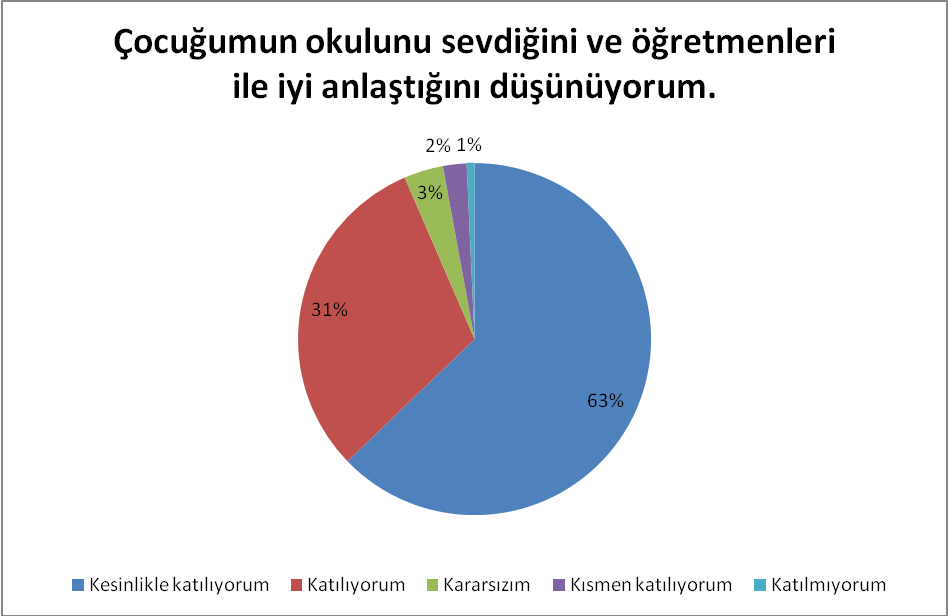 Çocuğumun okulunu sevdiğini ve öğretmenleri
ile iyi anlaştığını düşünüyorum.
2% 1%
3%
31%
63%
Kesinlikle katılıyorum Katılıyorum Kararsızım Kısmen katılıyorum Katılmıyorum